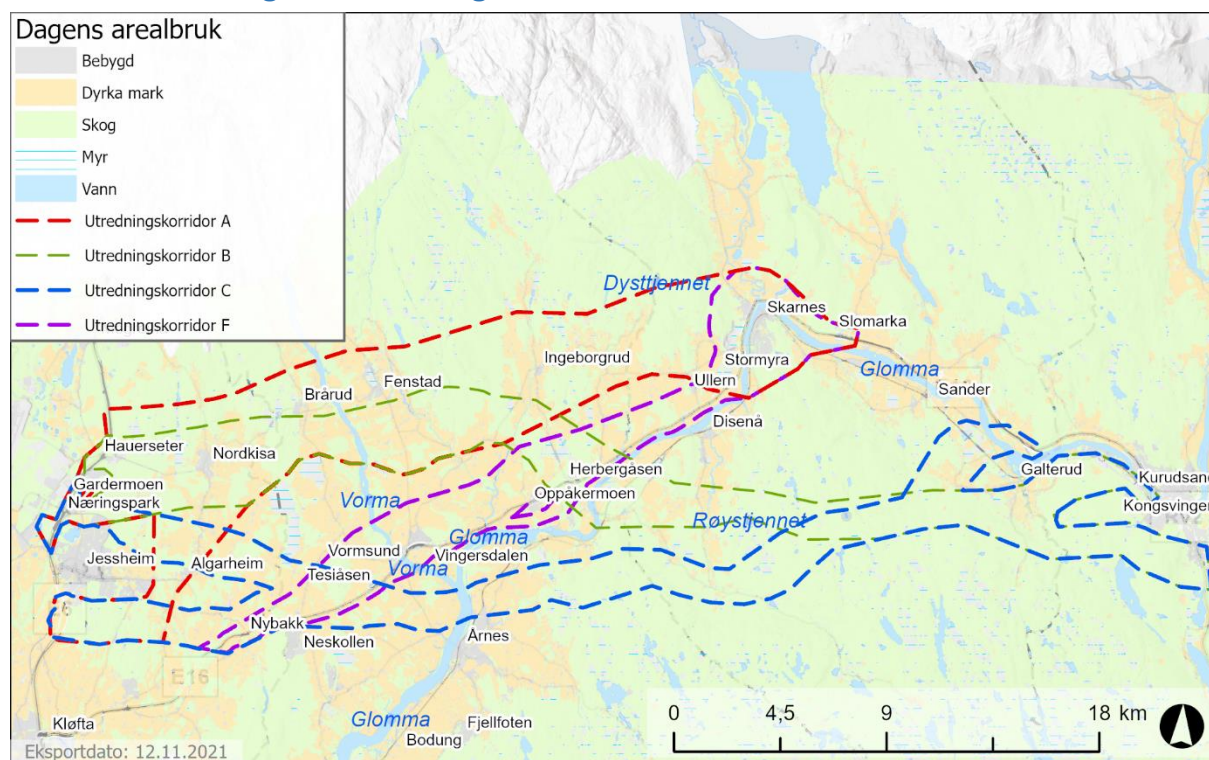 Dagens arealbruk
Bebygd
Dyrka mark
Skog
Myr
Vann
Utredningskorridor A
Utredningskorridor B
Utredningskorridor C
Utredningskorridor F
Dysttjennet
Skarnes
Slomarka
Ingeborgrud
Stormyra
Glomma
Fenstad
Ullern
Brårud
Sander
Disenå
Hauerseter
Nordkisa
Herbergåsen
Galterud
Gardermoen
Næringspark
Oppåkermoen
Kurudsand
Vorma
Kongsvinger
Røystjennet
Glomma
Jessheim
Vormsund
Vingersdalen
Algarheim
Vorma
Tesiåsen
Nybakk
Årnes
Neskollen
E16
Glomma
Kløfta
Fjellfoten
Bodung
0 4,5 9 18 km
Eksportdato: 12.11.2021